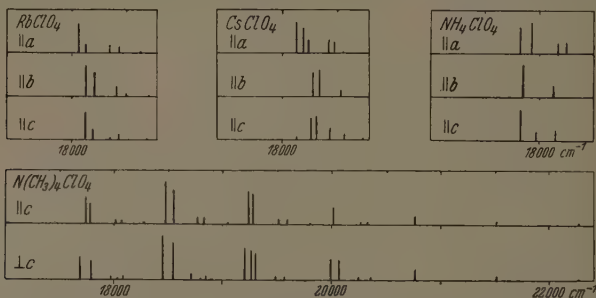 RbClO4
||a
||b
||c
18000
CsClO4
||a
||b
||c
18000
NH4ClO4
||a
||b
||c
18000 cm-1
N(CH3)4ClO4
||c
⊥c
18000
20000
22000 cm-1